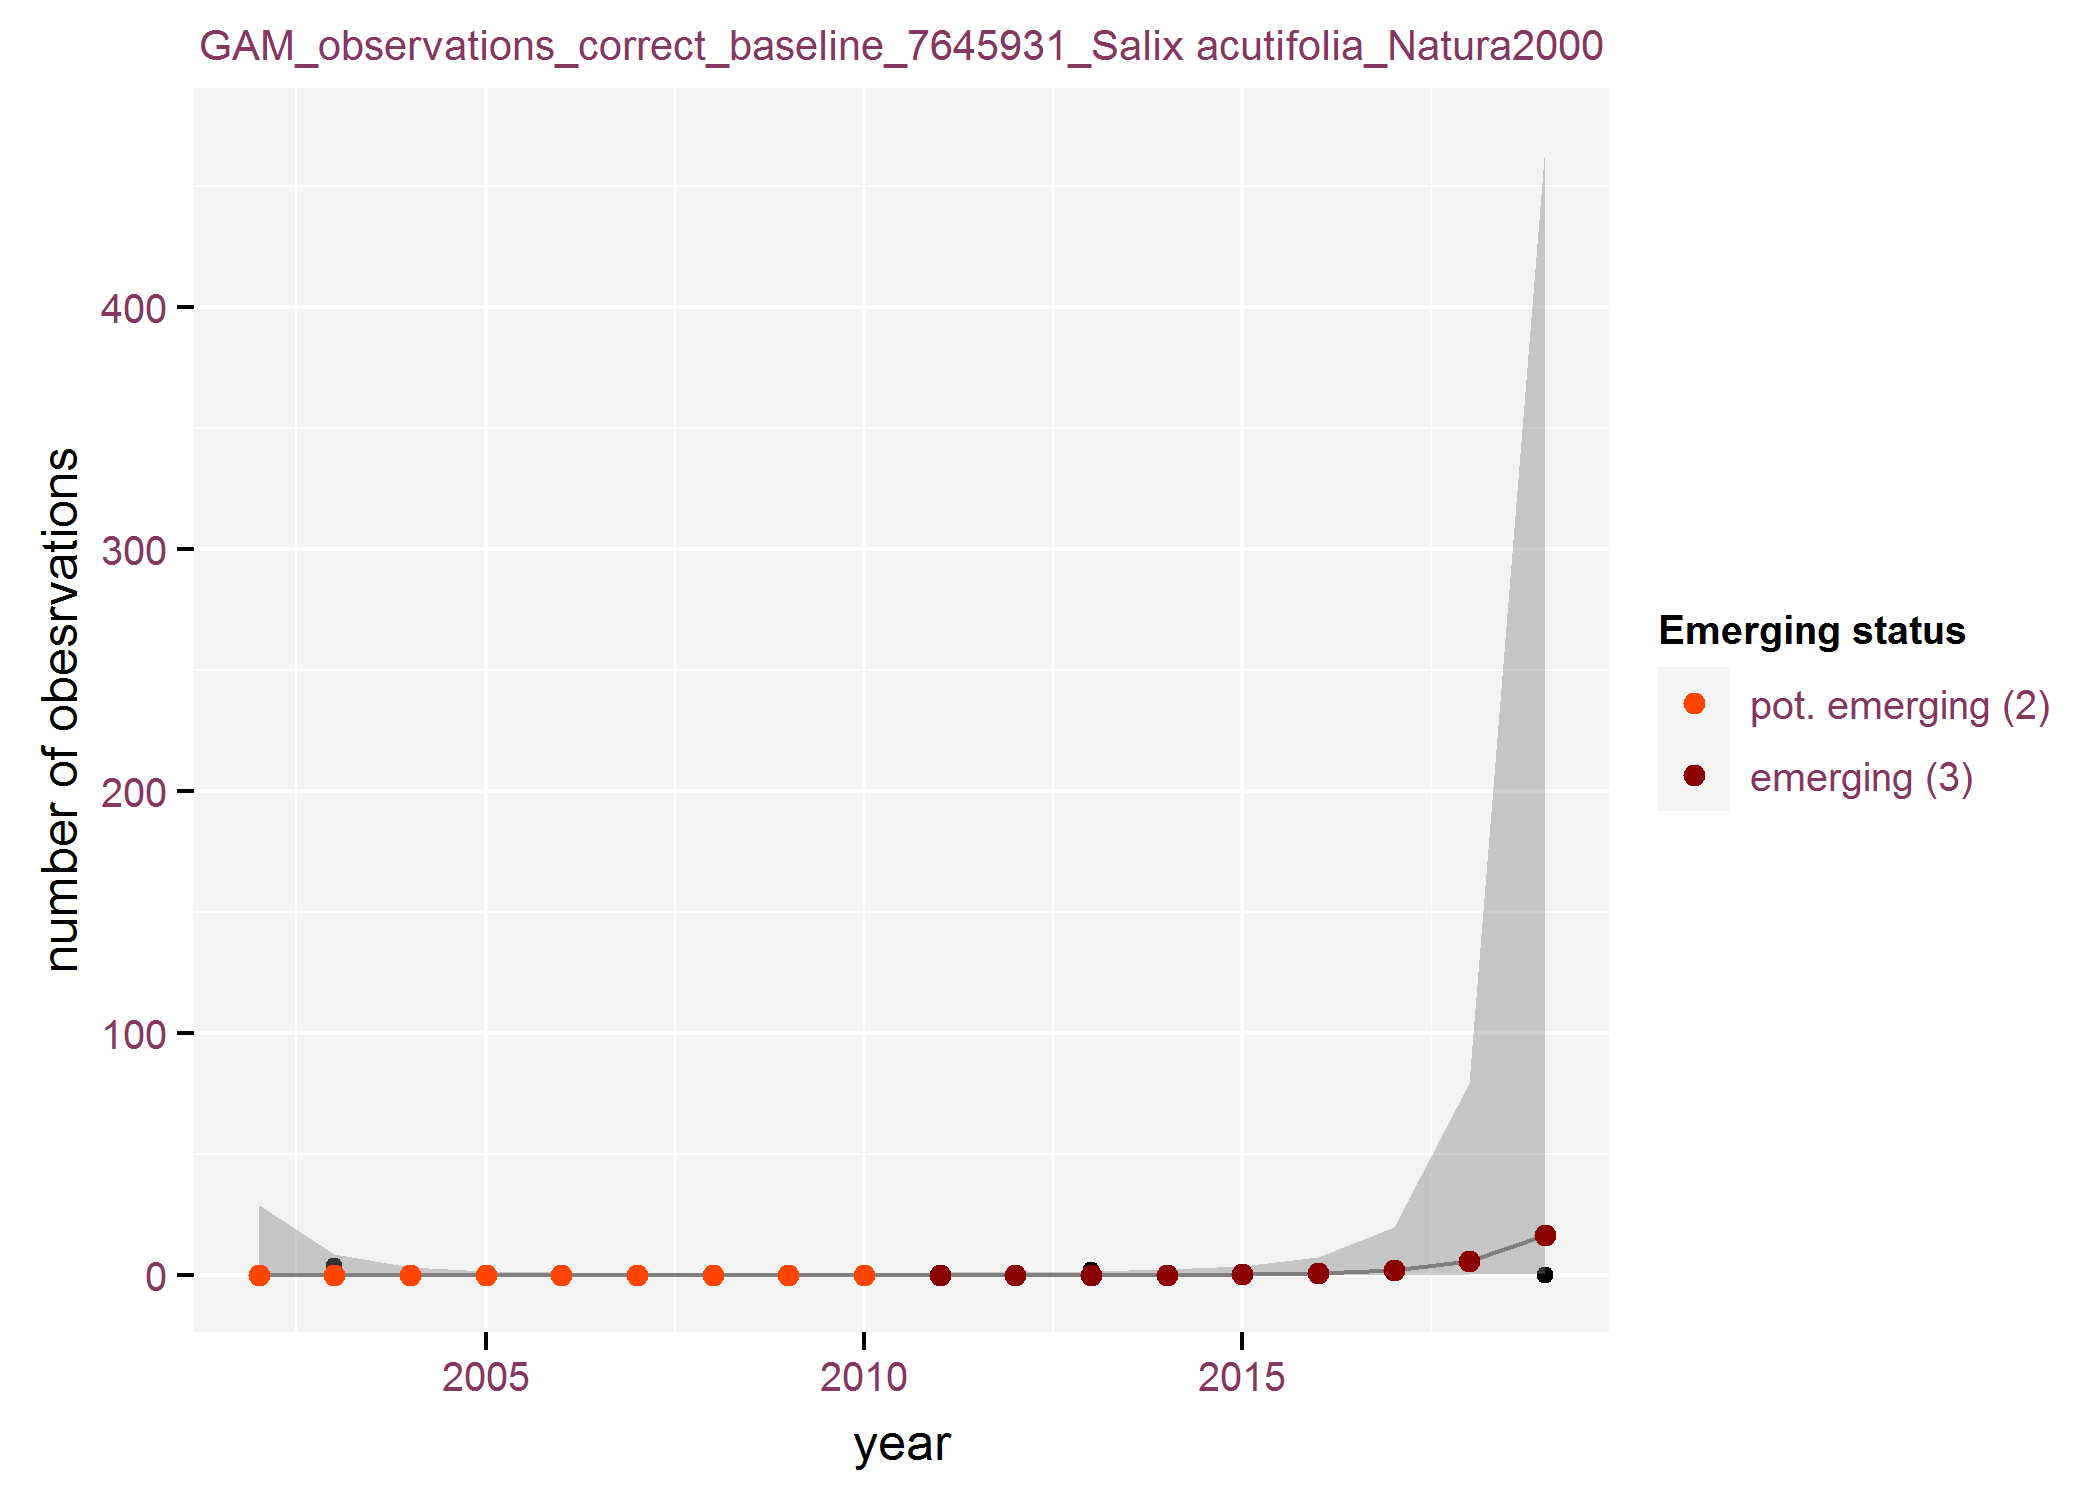 GAM_observations_correct_baseline_7645931_Salix acutifolia_Natura2000
number of obesrvations
400
300
200
100
0
2005
2010
2015
year
Emerging status
pot. emerging (2)
emerging (3)